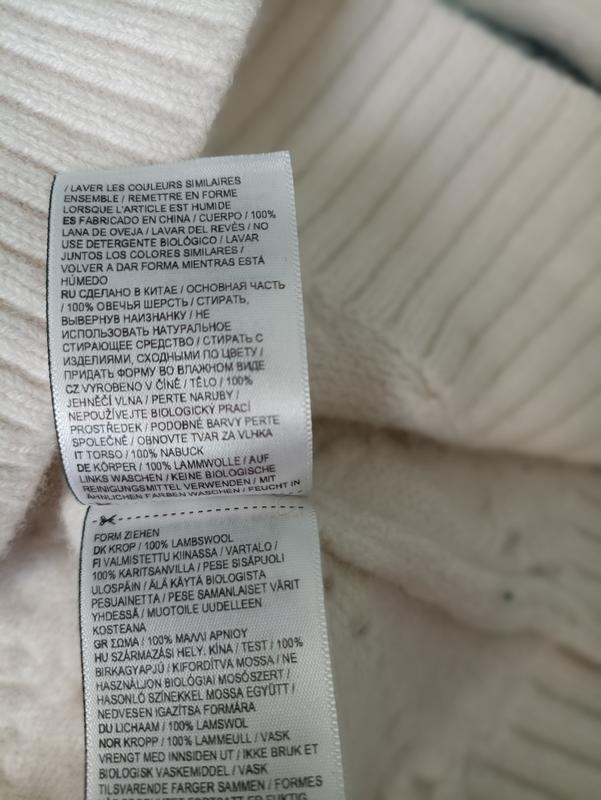 / LAVER LES COULEURS SIMILAIRES
ENSEMBLE / REMETTRE EN FORME
LORSQUE L'ARTICLE EST HUMIDE
ES FABRICADO EN CHINA / CUERPO / 100%
LANA DE OVEJA / LAVAR DEL REVÉS / NO
USE DETERGENTE BIOLÓGICO / LAVAR
JUNTOS LOS COLORES SIMILARES /
VOLVER A DAR FORMA MIENTRAS ESTÁ
HÚMEDO
RU СДЕЛАНО В КИТАЕ / ОСНОВНАЯ ЧАСТЬ
/ 100% ОВЕЧЬЯ ШЕРСТЬ / СТИРАТЬ,
ВЫВЕРНУВ НАИЗНАНКУ / НЕ
ИСПОЛЬЗОВАТЬ НАТУРАЛЬНОЕ
СТИРАЮЩЕЕ СРЕДСТВО / СТИРАТЬ С
ИЗДЕЛИЯМИ, СХОДНЫМИ ПО ЦВЕТУ /
ПРИДАТЬ ФОРМУ ВО ВЛАЖНОМ ВИДЕ
CZ VYROBENO V ČÍNĚ / TĚLO / 100%
JEHNĚČÍ VLNA / PERTE NARUBY /
NEPOUŽÍVEJTE BIOLOGICKÝ PRACÍ
PROSTŘEDEK / PODOBNÉ BARVY PERTE
SPOLEČNĚ / OBNOVTE TVAR ZA VLHKA
IT TORSO / 100% NABUCK
DE KÖRPER / 100% LAMMWOLLE / AUF
LINKS WASCHEN / KEINE BIOLOGISCHE
REINIGUNGSMITTEL VERWENDEN / MIT
ÄHNLICHEN FARBEN WASCHEN / FEUCHT IN
FORM ZIEHEN
DK KROP / 100% LAMBSWOOL
FI VALMISTETTU KIINASSA / VARTALO /
100% KARITSANVILLA / PESE SISÄPUOLI
ULOSPÄIN / ÄLÄ KÄYTÄ BIOLOGISTA
PESUAINETTA / PESE SAMANLAISET VÄRIT
YHDESSÄ / MUOTOILE UUDELLEEN
KOSTEANA
GR ΣΩΜΑ / 100% ΜΑΛΛΙ ΑΡΝΙΟΥ
HU SZÁRMAZÁSI HELY. KÍNA / TEST / 100%
BIRKAGYAPJÚ / KIFORDÍTVA MOSSA / NE
HASZNÁLJON BIOLÓGIAI MOSÓSZERT /
HASONLÓ SZÍNEKKEL MOSSA EGYÜTT /
NEDVESEN IGAZÍTSA FORMÁRA
DU LICHAAM / 100% LAMSWOL
NOR KROPP / 100% LAMMEULL / VASK
VRENGT MED INNSIDEN UT / IKKE BRUK ET
BIOLOGISK VASKEMIDDEL / VASK
TILSVARENDE FARGER SAMMEN / FORMES